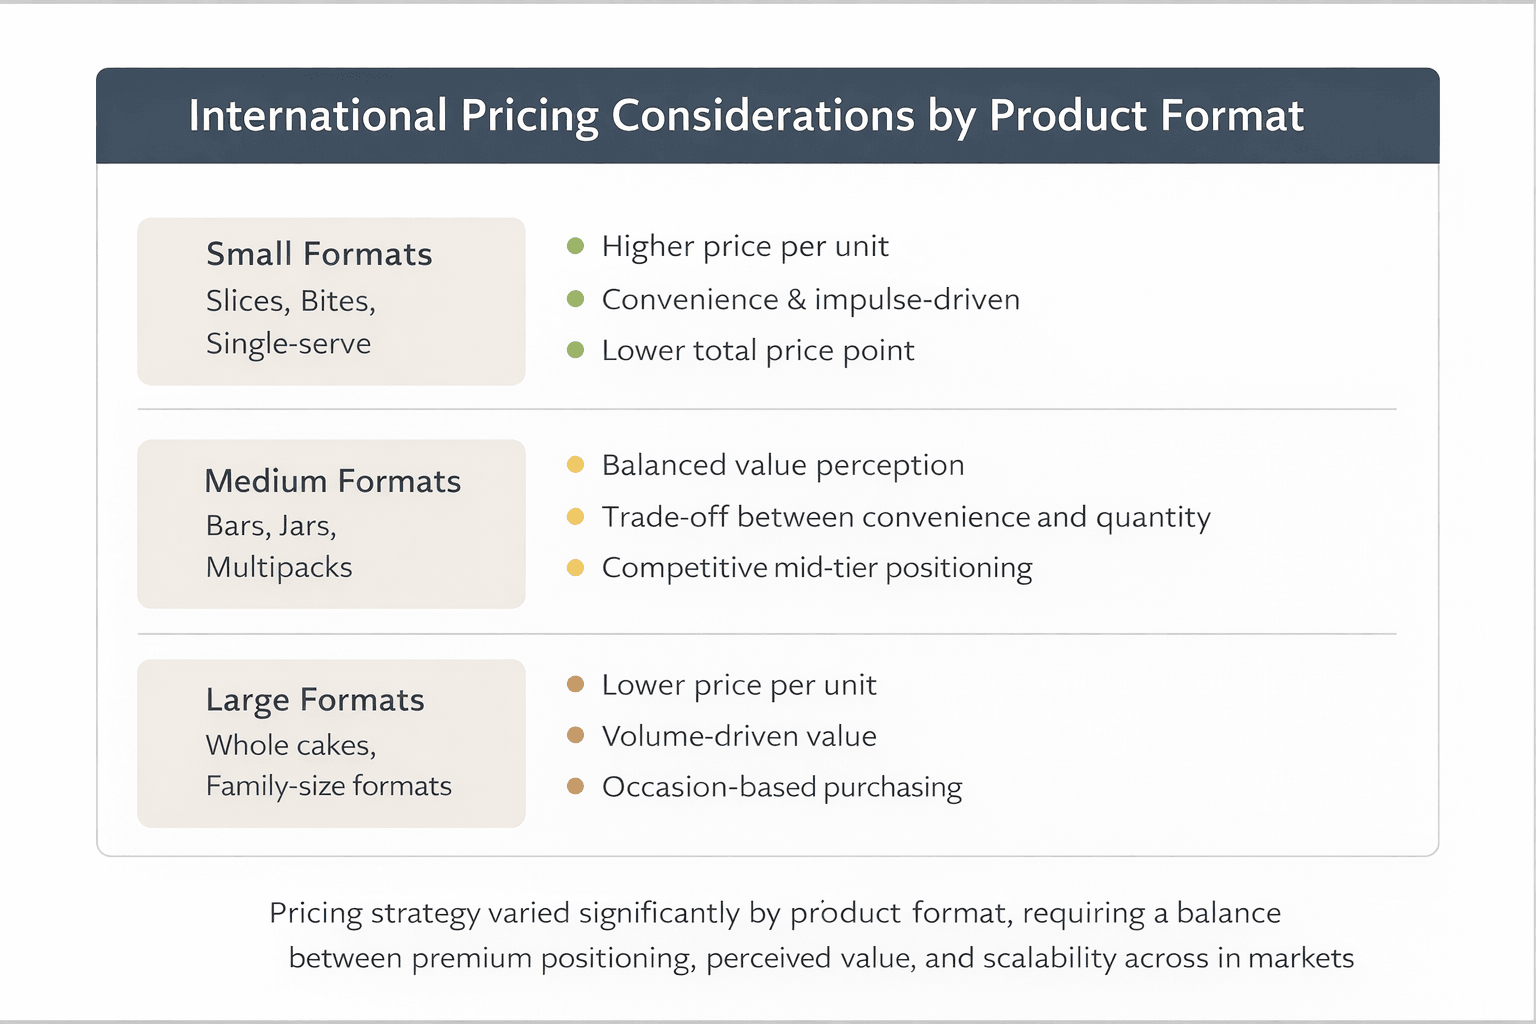 International Pricing Considerations by Product Format
Small Formats
Slices, Bites,
Single-serve
Higher price per unit
Convenience & impulse-driven
Lower total price point
Medium Formats
Bars, Jars,
Multipacks
Balanced value perception
Trade-off between convenience and quantity
Competitive mid-tier positioning
Large Formats
Whole cakes,
Family-size formats
Lower price per unit
Volume-driven value
Occasion-based purchasing
Pricing strategy varied significantly by product format, requiring a balance
between premium positioning, perceived value, and scalability across in markets